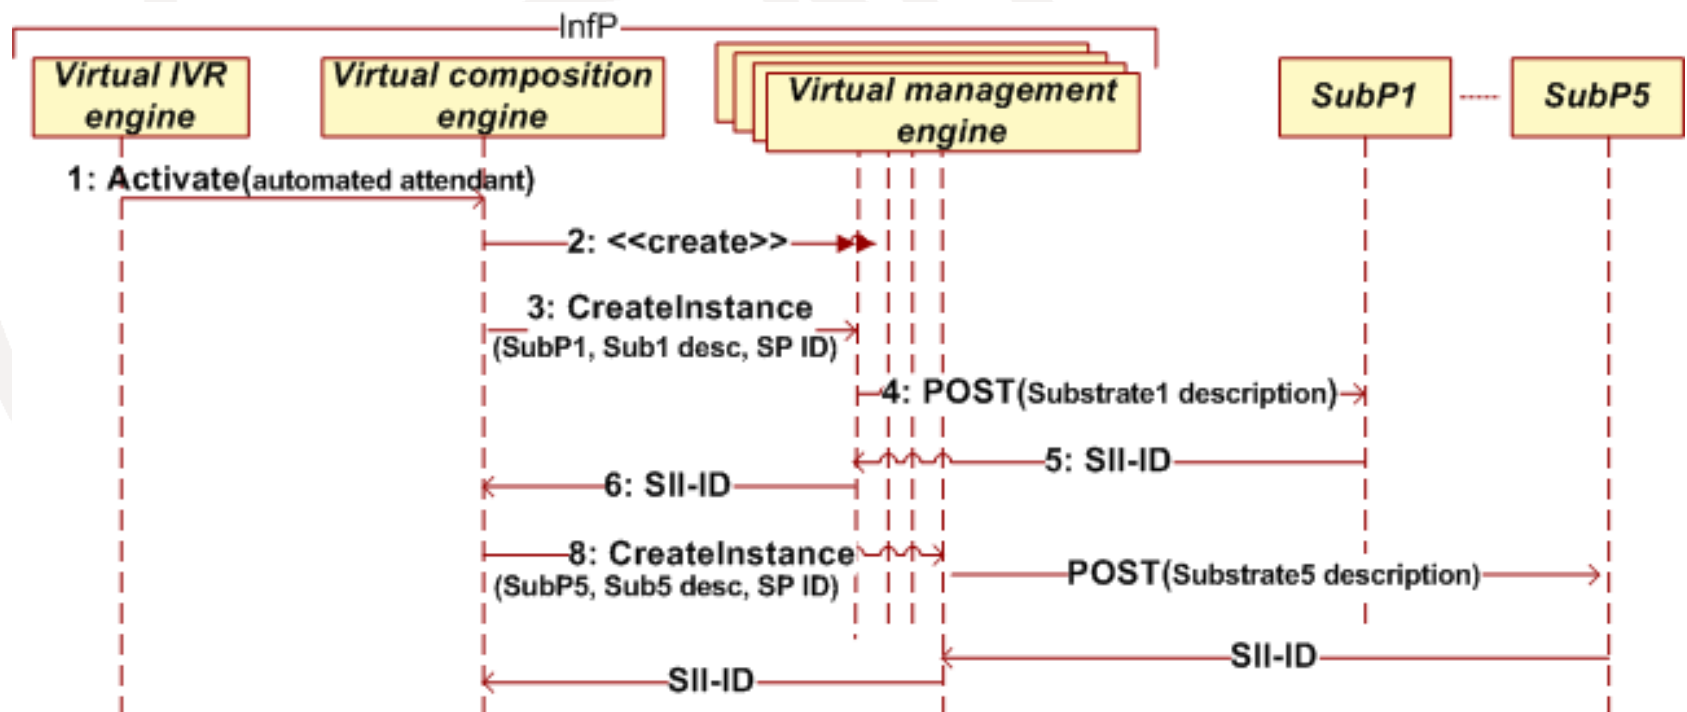 InfP
Virtual IVR
engine
Virtual composition
engine
Virtual management
engine
SubP1
SubP5
1: Activate(automated attendant)
2: <<create>>
3: CreateInstance
(SubP1, Sub1 desc, SP ID)
4: POST(Substrate1 description)
5: SII-ID
6: SII-ID
8: CreateInstance
(SubP5, Sub5 desc, SP ID)
POST(Substrate5 description)
SII-ID
SII-ID